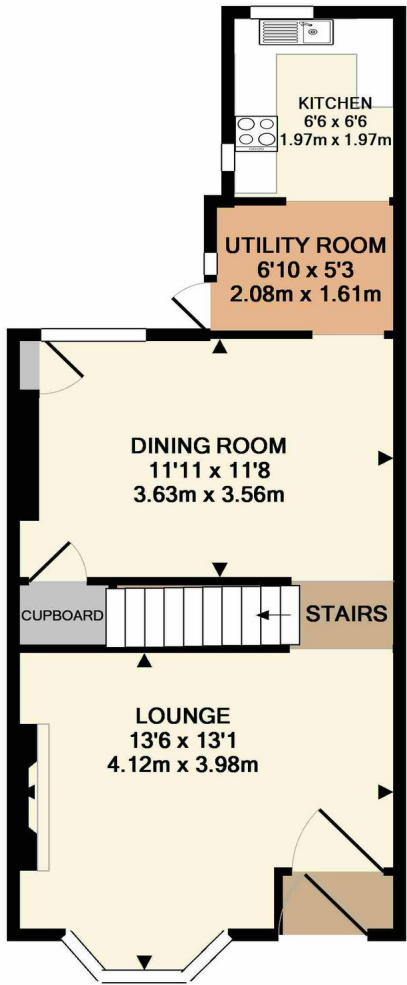 KITCHEN
6'6 x 6'6
1.97m x 1.97m
UTILITY ROOM
6'10 x 5'3
2.08m x 1.61m
DINING ROOM
11'11 x 11'8
3.63m x 3.56m
CUPBOARD
STAIRS
LOUNGE
13'6 x 13'1
4.12m x 3.98m